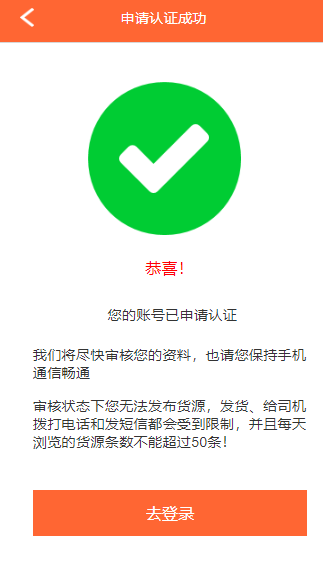 申请认证成功
恭喜！
您的账号已申请认证
我们将尽快审核您的资料，也请您保持手机
通信畅通
审核状态下您无法发布货源，发货、给司机
拨打电话和发短信都会受到限制，并且每天
浏览的货源条数不能超过50条！
去登录